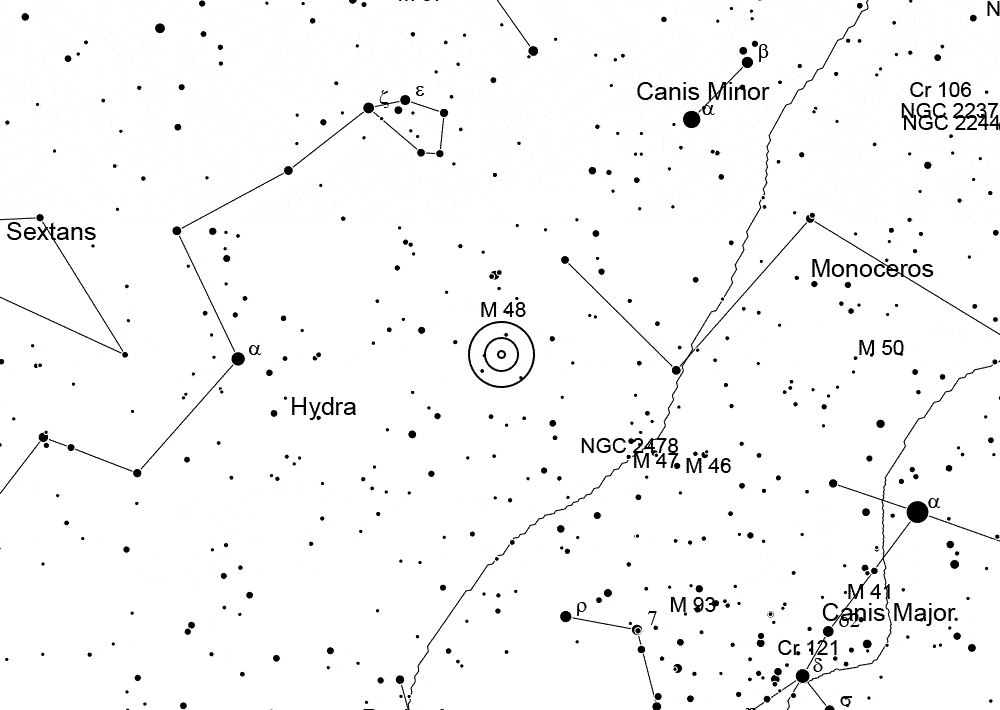 β
Canis Minor
α
Cr 106
NGC 2237
NGC 2244
ζ
ε
Sextans
Monoceros
M 48
M 50
α
Hydra
NGC 2478
M 47
M 46
α
M 41
M 93
Canis Major
ο2
ρ
7
Cr 121
δ
σ